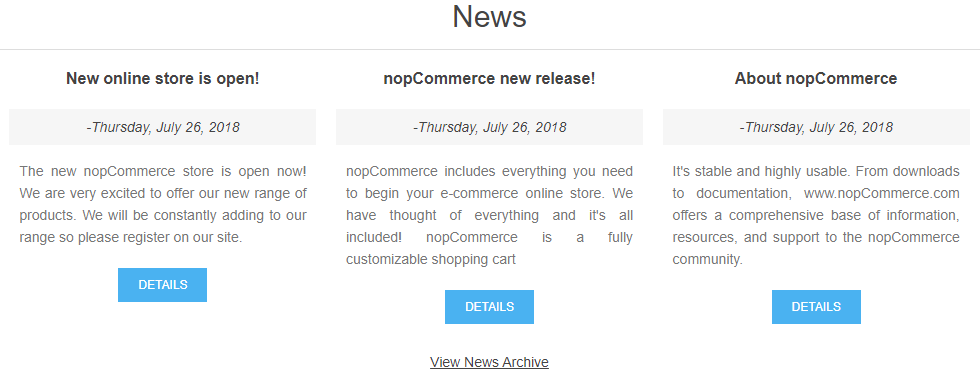 News
New online store is open!
-Thursday, July 26, 2018
The new nopCommerce store is open now!
We are very excited to offer our new range of
products. We will be constantly adding to our
range so please register on our site.
DETAILS
nopCommerce new release!
-Thursday, July 26, 2018
nopCommerce includes everything you need
to begin your e-commerce online store. We
have thought of everything and it's all
included! nopCommerce is a fully
customizable shopping cart
DETAILS
About nopCommerce
-Thursday, July 26, 2018
It's stable and highly usable. From downloads
to documentation, www.nopCommerce.com
offers a comprehensive base of information,
resources, and support to the nopCommerce
community.
DETAILS
View News Archive